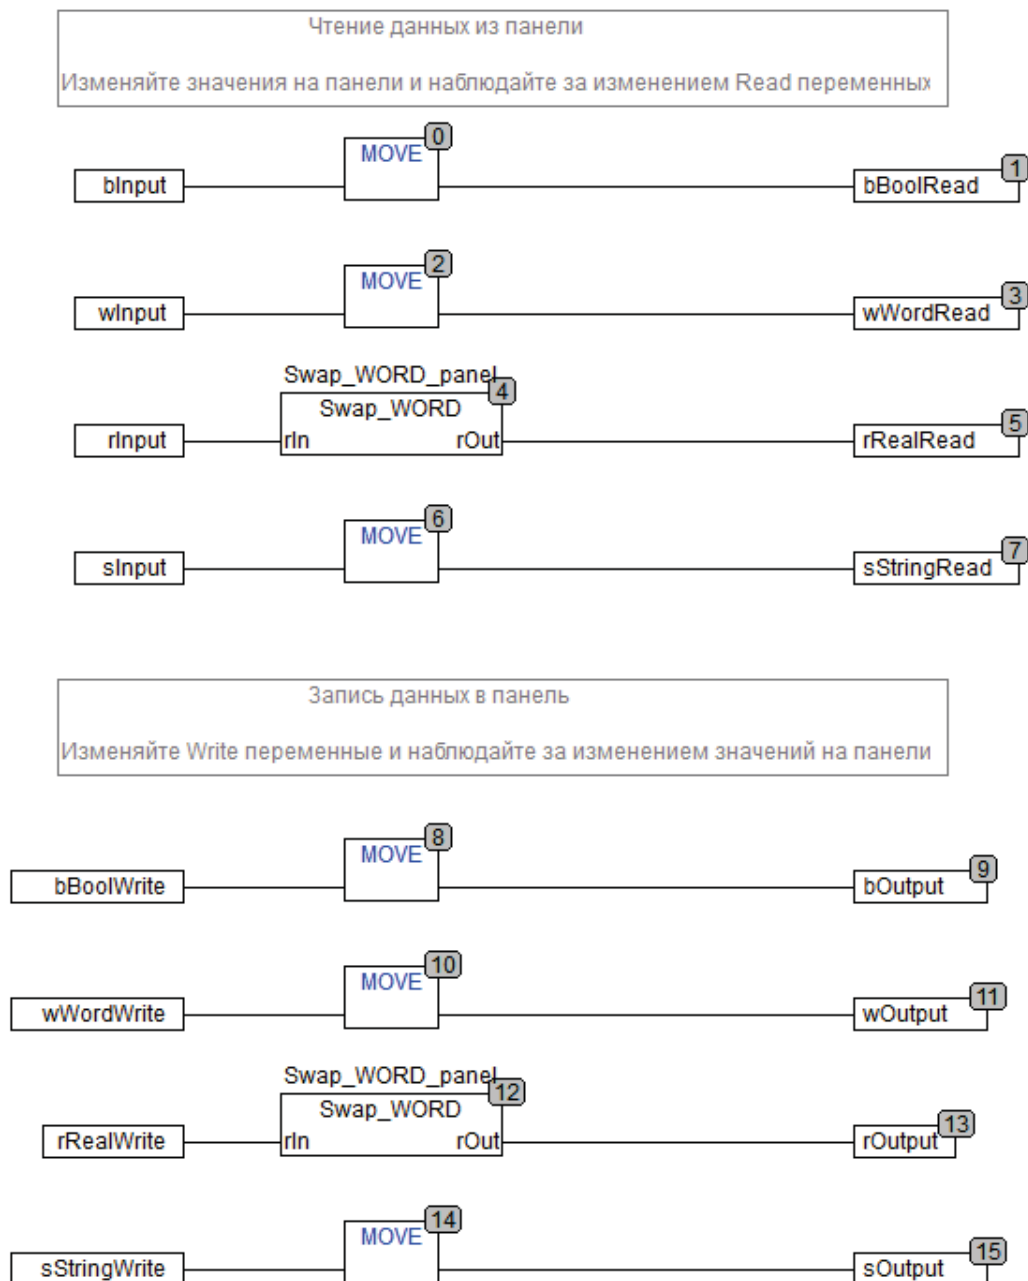 Чтение данных из панели
Изменяйте значения на панели и наблюдайте за изменением Read переменных
0
MOVE
1
bInput
bBoolRead
2
MOVE
3
wInput
wWordRead
Swap_WORD_panel
4
Swap_WORD
5
rInput
rIn
rOut
rRealRead
6
MOVE
7
sInput
sStringRead
Запись данных в панель
Изменяйте Write переменные и наблюдайте за изменением значений на панели
8
MOVE
9
bBoolWrite
bOutput
10
MOVE
11
wWordWrite
wOutput
Swap_WORD_panel
12
Swap_WORD
13
rRealWrite
rIn
rOut
rOutput
14
MOVE
15
sStringWrite
sOutput